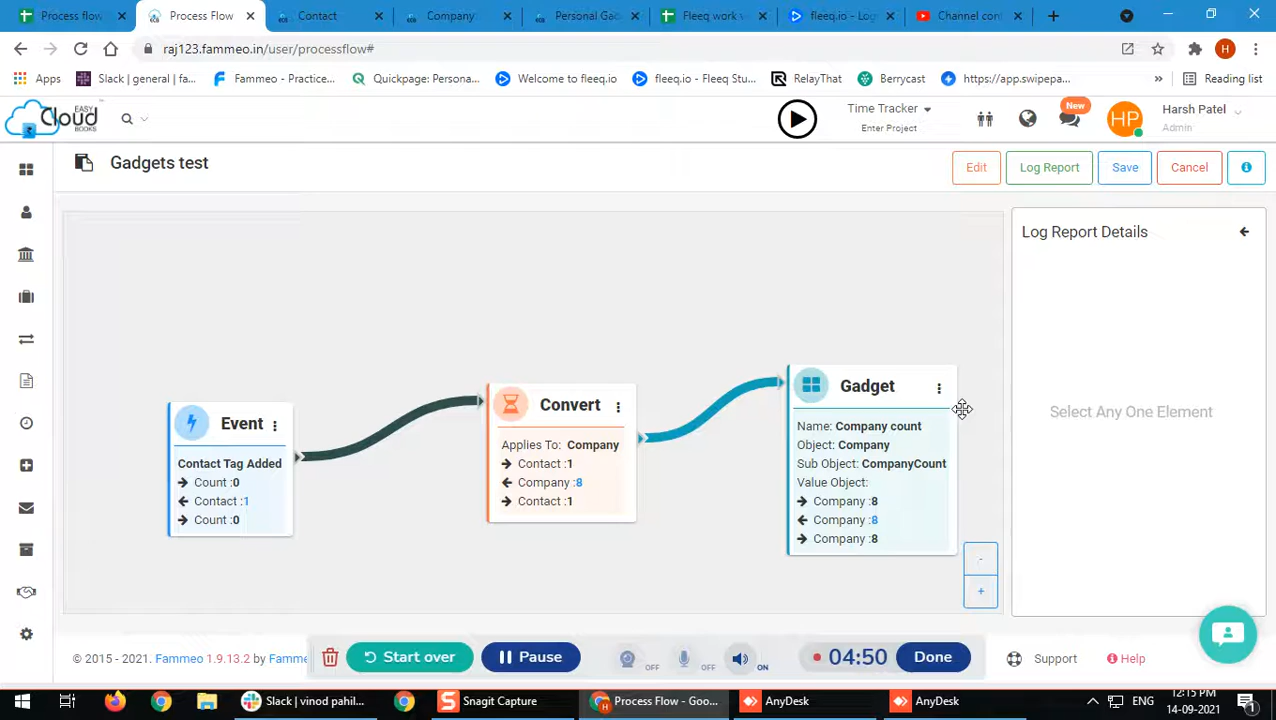 Process flow
Process Flow
Contact
Company
Personal Gad
Fleeq work
fleeq.io - Log
Channel con
raj123.fammeo.in/user/processflow#
Apps
Slack | general | fa...
Fammeo - Practice...
Quickpage: Persona...
Welcome to fleeq.io
fleeq.io - Fleeq Stu...
RelayThat
Berrycast
https://app.swipepa...
»
Reading list
EASY
Cloud
BOOKS
Time Tracker
Enter Project
New
HP
Harsh Patel
Admin
Gadgets test
Edit
Log Report
Save
Cancel
Log Report Details
Select Any One Element
Event
Contact Tag Added
Count :0
Contact :1
Count :0
Convert
Applies To: Company
Contact :1
Company :8
Contact :1
Gadget
Name: Company count
Object: Company
Sub Object: CompanyCount
Value Object:
Company :8
Company :8
Company :8
-
+
© 2015 - 2021. Fammeo 1.9.13.2 by Famme
Start over
Pause
OFF
OFF
ON
04:50
Done
Support
Help
Slack | vinod pahil...
Snagit Capture
Process Flow - Goo...
AnyDesk
AnyDesk
ENG
12:15 PM
14-09-2021
1